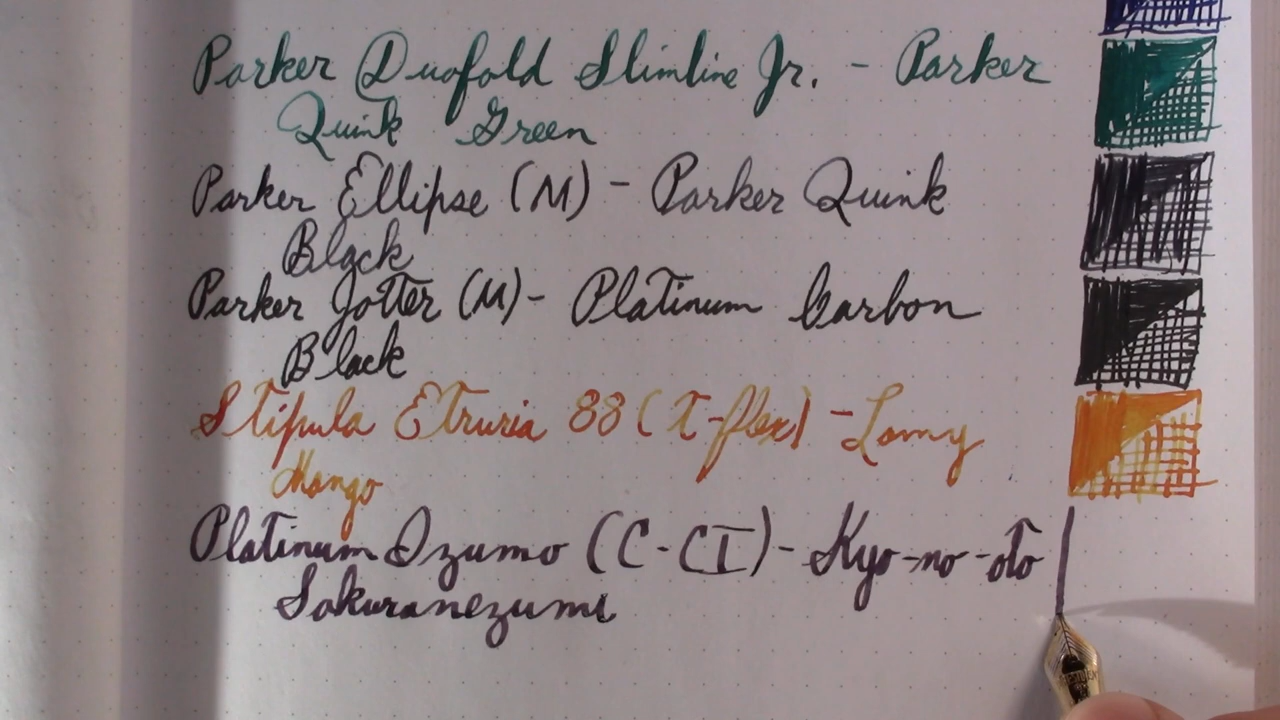 Parker Duofold Slimline Jr. - Parker
Quink Green
Parker Ellipse (M) - Parker Quink
Black
Parker Jotter (M) - Platinum Carbon
Black
Stipula Etruria 88 (T-flex) - Lamy
Mango
Platinum Izumo (C-CI) - Kyo-no-oto
Sakuranezumi